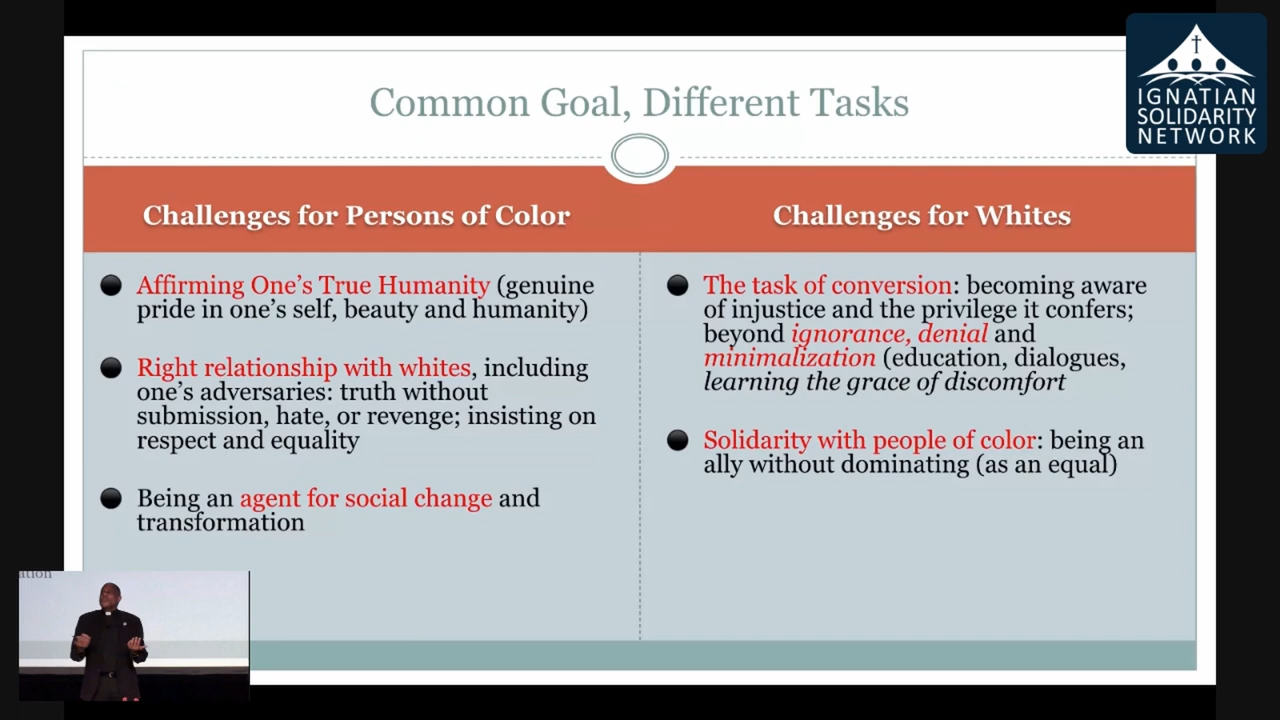 Common Goal, Different Tasks
IGNATIAN
SOLIDARITY
NETWORK
Challenges for Persons of Color
Affirming One's True Humanity (genuine
pride in one's self, beauty and humanity)
Right relationship with whites, including
one's adversaries: truth without
submission, hate, or revenge; insisting on
respect and equality
Being an agent for social change and
transformation
Challenges for Whites
The task of conversion: becoming aware
of injustice and the privilege it confers;
beyond ignorance, denial and
minimalization (education, dialogues,
learning the grace of discomfort
Solidarity with people of color: being an
ally without dominating (as an equal)
ation